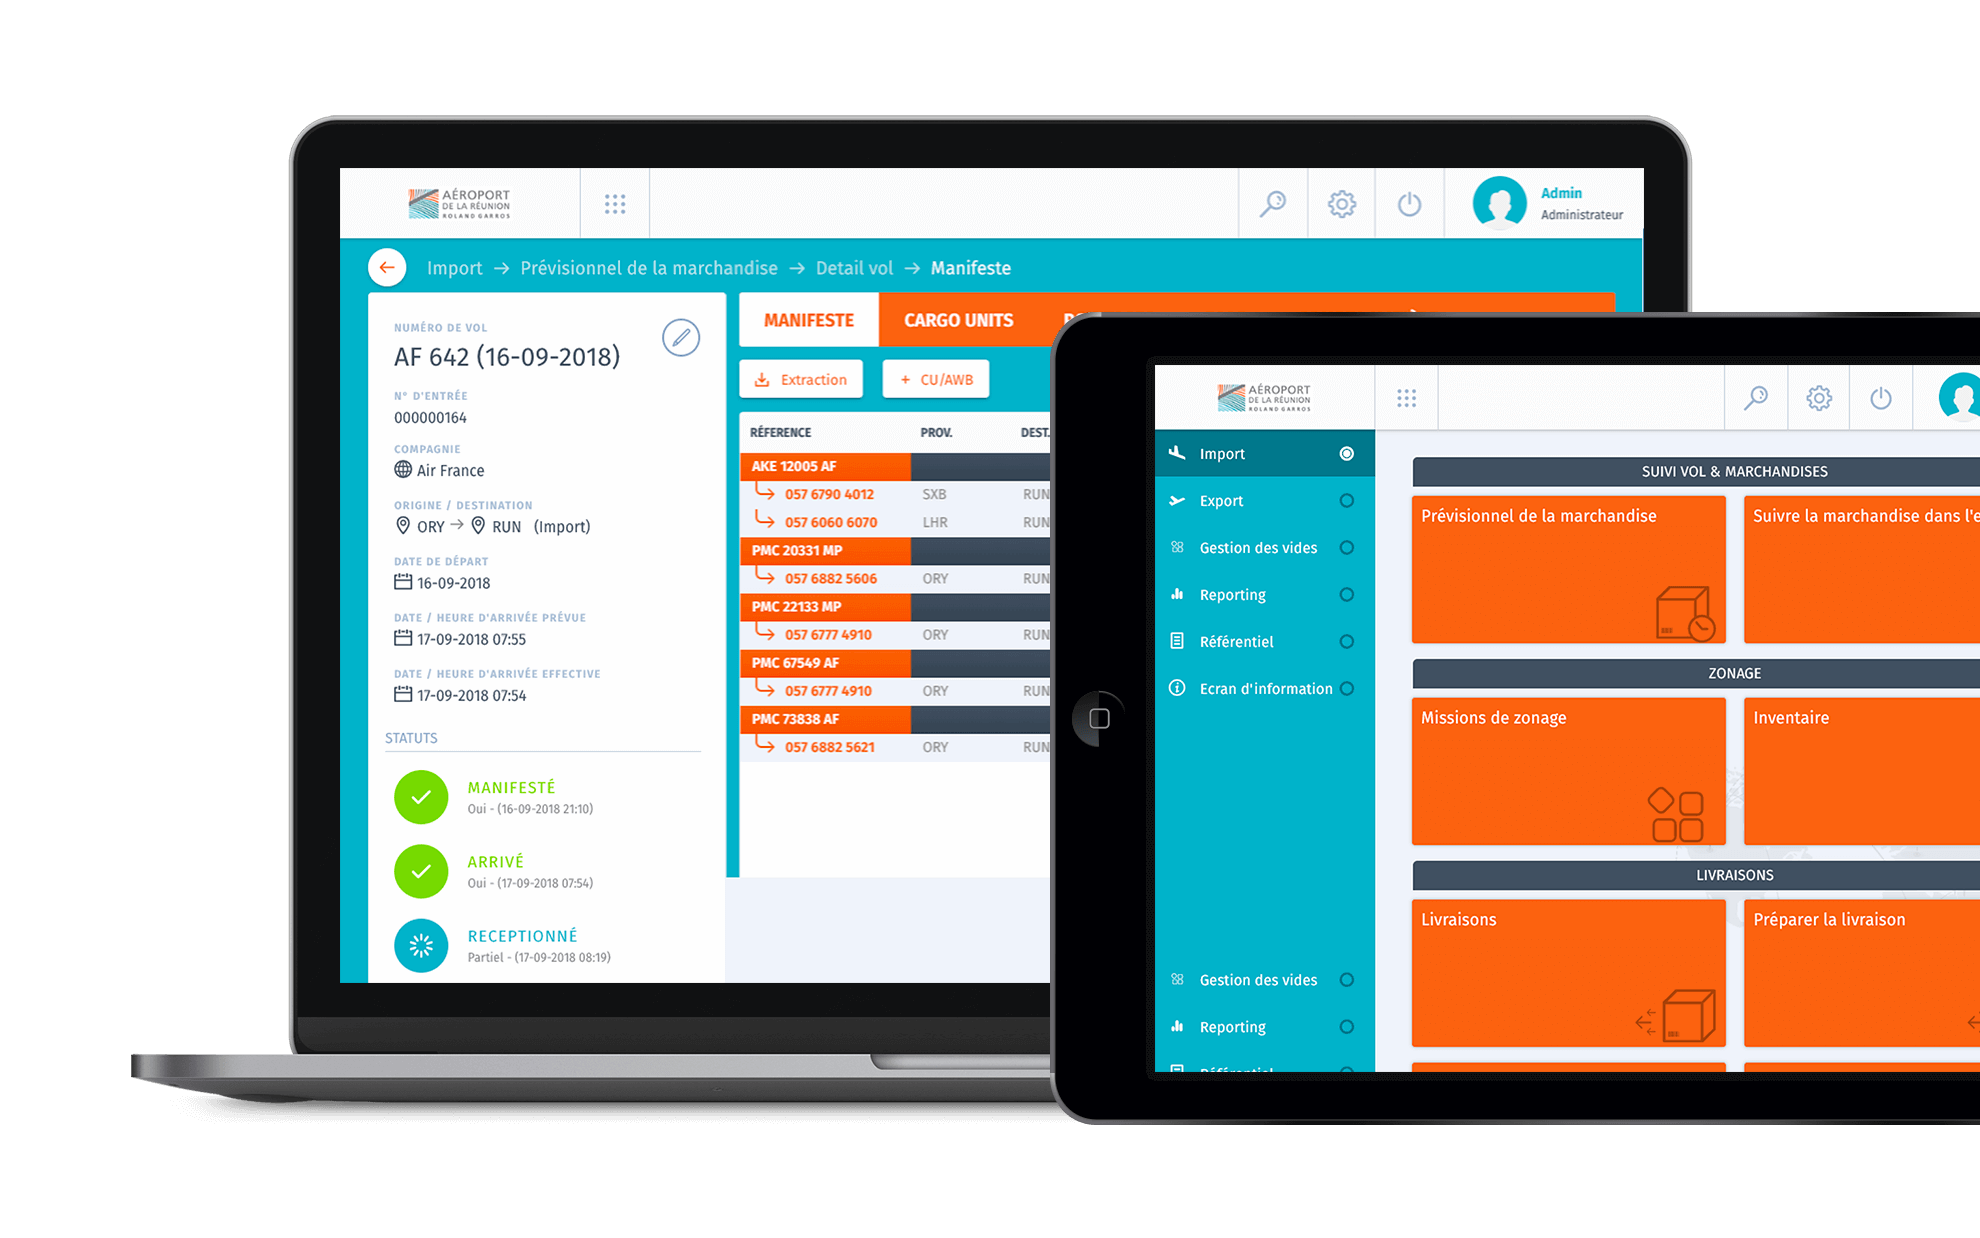 AÉROPORT
DE LA RÉUNION
ROLAND GARROS
Admin
Administrateur
Import → Prévisionnel de la marchandise → Detail vol → Manifeste
NUMÉRO DE VOL
AF 642 (16-09-2018)
N° D'ENTRÉE
000000164
COMPAGNIE
Air France
ORIGINE / DESTINATION
ORY → RUN (Import)
DATE DE DÉPART
16-09-2018
DATE / HEURE D'ARRIVÉE PRÉVUE
17-09-2018 07:55
DATE / HEURE D'ARRIVÉE EFFECTIVE
17-09-2018 07:54
STATUTS
MANIFESTÉ
Oui - (16-09-2018 21:10)
ARRIVÉ
Oui - (17-09-2018 07:54)
RECEPTIONNÉ
Partiel - (17-09-2018 08:19)
MANIFESTE CARGO UNITS
Extraction + CU/AWB
RÉFERENCE PROV. DEST.
AKE 12005 AF
057 6790 4012 SXB RUN
057 6060 6070 LHR RUN
PMC 20331 MP
057 6882 5606 ORY RUN
PMC 22133 MP
057 6777 4910 ORY RUN
PMC 67549 AF
057 6777 4910 ORY RUN
PMC 73838 AF
057 6882 5621 ORY RUN
AÉROPORT
DE LA RÉUNION
ROLAND GARROS
Import
Export
Gestion des vides
Reporting
Référentiel
Ecran d'information
Gestion des vides
Reporting
SUIVI VOL & MARCHANDISES
Prévisionnel de la marchandise
Suivre la marchandise dans l'e
ZONAGE
Missions de zonage
Inventaire
LIVRAISONS
Livraisons
Préparer la livraison